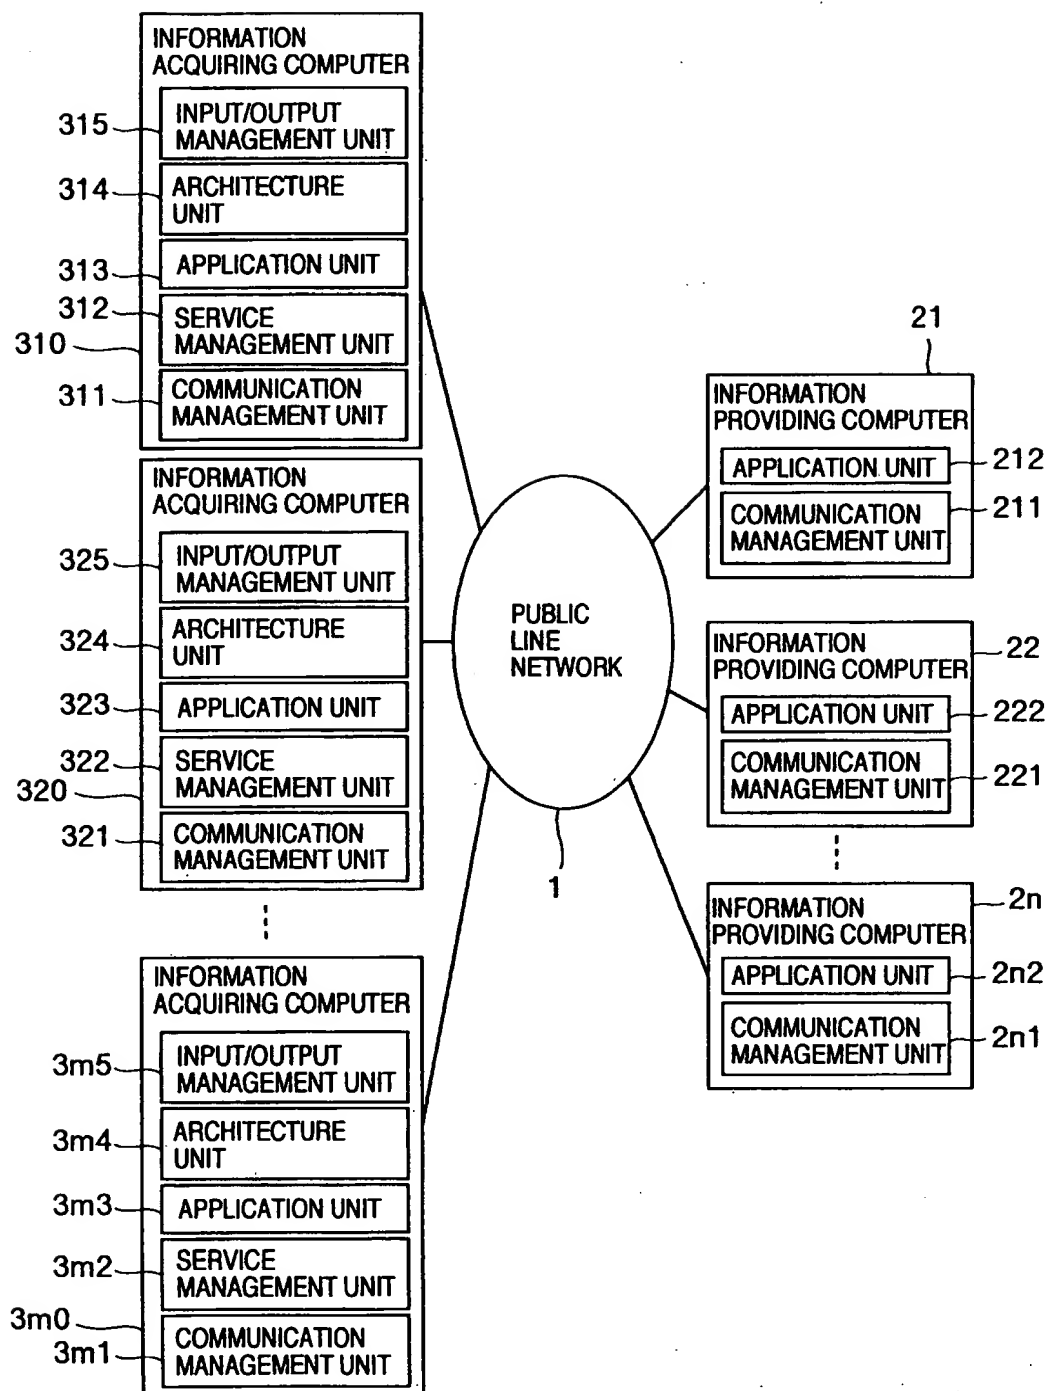 INFORMATION
ACQUIRING COMPUTER
315
INPUT/OUTPUT
MANAGEMENT UNIT
314
ARCHITECTURE
UNIT
313
APPLICATION UNIT
312
SERVICE
MANAGEMENT UNIT
310
311
COMMUNICATION
MANAGEMENT UNIT
INFORMATION
ACQUIRING COMPUTER
325
INPUT/OUTPUT
MANAGEMENT UNIT
324
ARCHITECTURE
UNIT
323
APPLICATION UNIT
322
SERVICE
MANAGEMENT UNIT
320
321
COMMUNICATION
MANAGEMENT UNIT
INFORMATION
ACQUIRING COMPUTER
3m5
INPUT/OUTPUT
MANAGEMENT UNIT
3m4
ARCHITECTURE
UNIT
3m3
APPLICATION UNIT
3m2
SERVICE
MANAGEMENT UNIT
3m0
3m1
COMMUNICATION
MANAGEMENT UNIT
PUBLIC
LINE
NETWORK
1
21
INFORMATION
PROVIDING COMPUTER
APPLICATION UNIT
212
COMMUNICATION
MANAGEMENT UNIT
211
INFORMATION
PROVIDING COMPUTER
22
APPLICATION UNIT
222
COMMUNICATION
MANAGEMENT UNIT
221
INFORMATION
PROVIDING COMPUTER
2n
APPLICATION UNIT
2n2
COMMUNICATION
MANAGEMENT UNIT
2n1